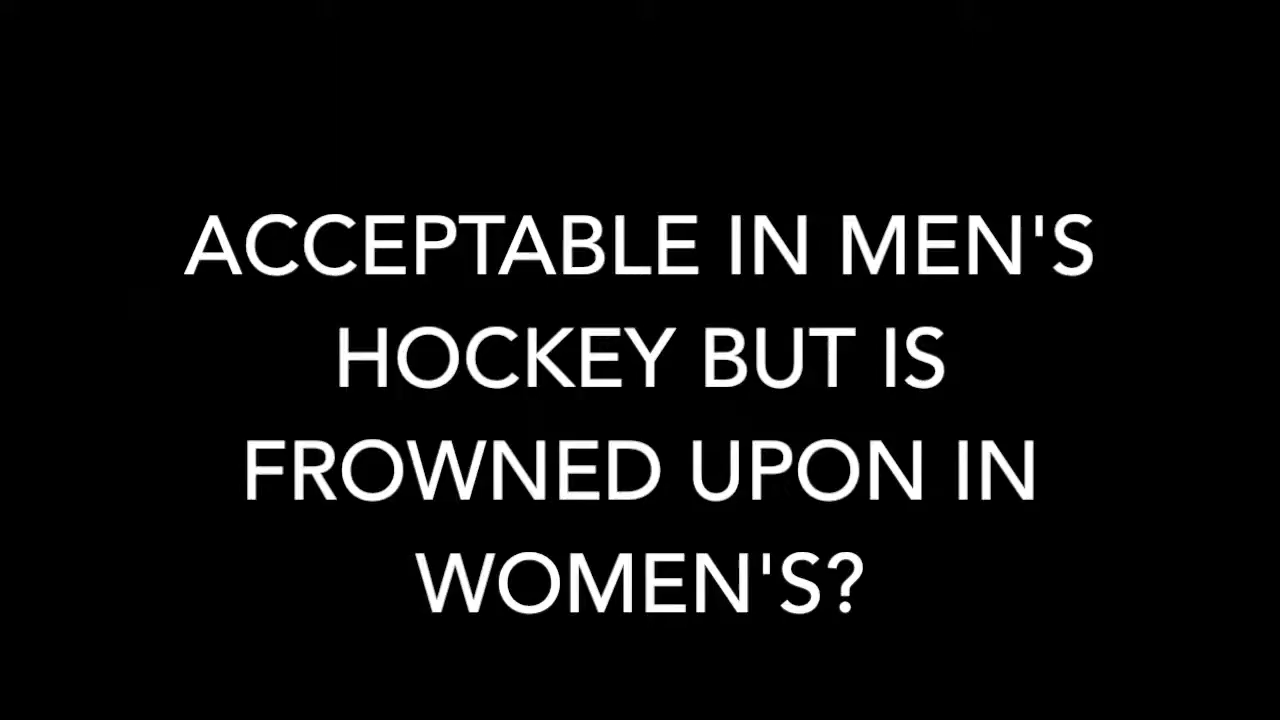 ACCEPTABLE IN MEN'S
HOCKEY BUT IS
FROWNED UPON IN
WOMEN'S?